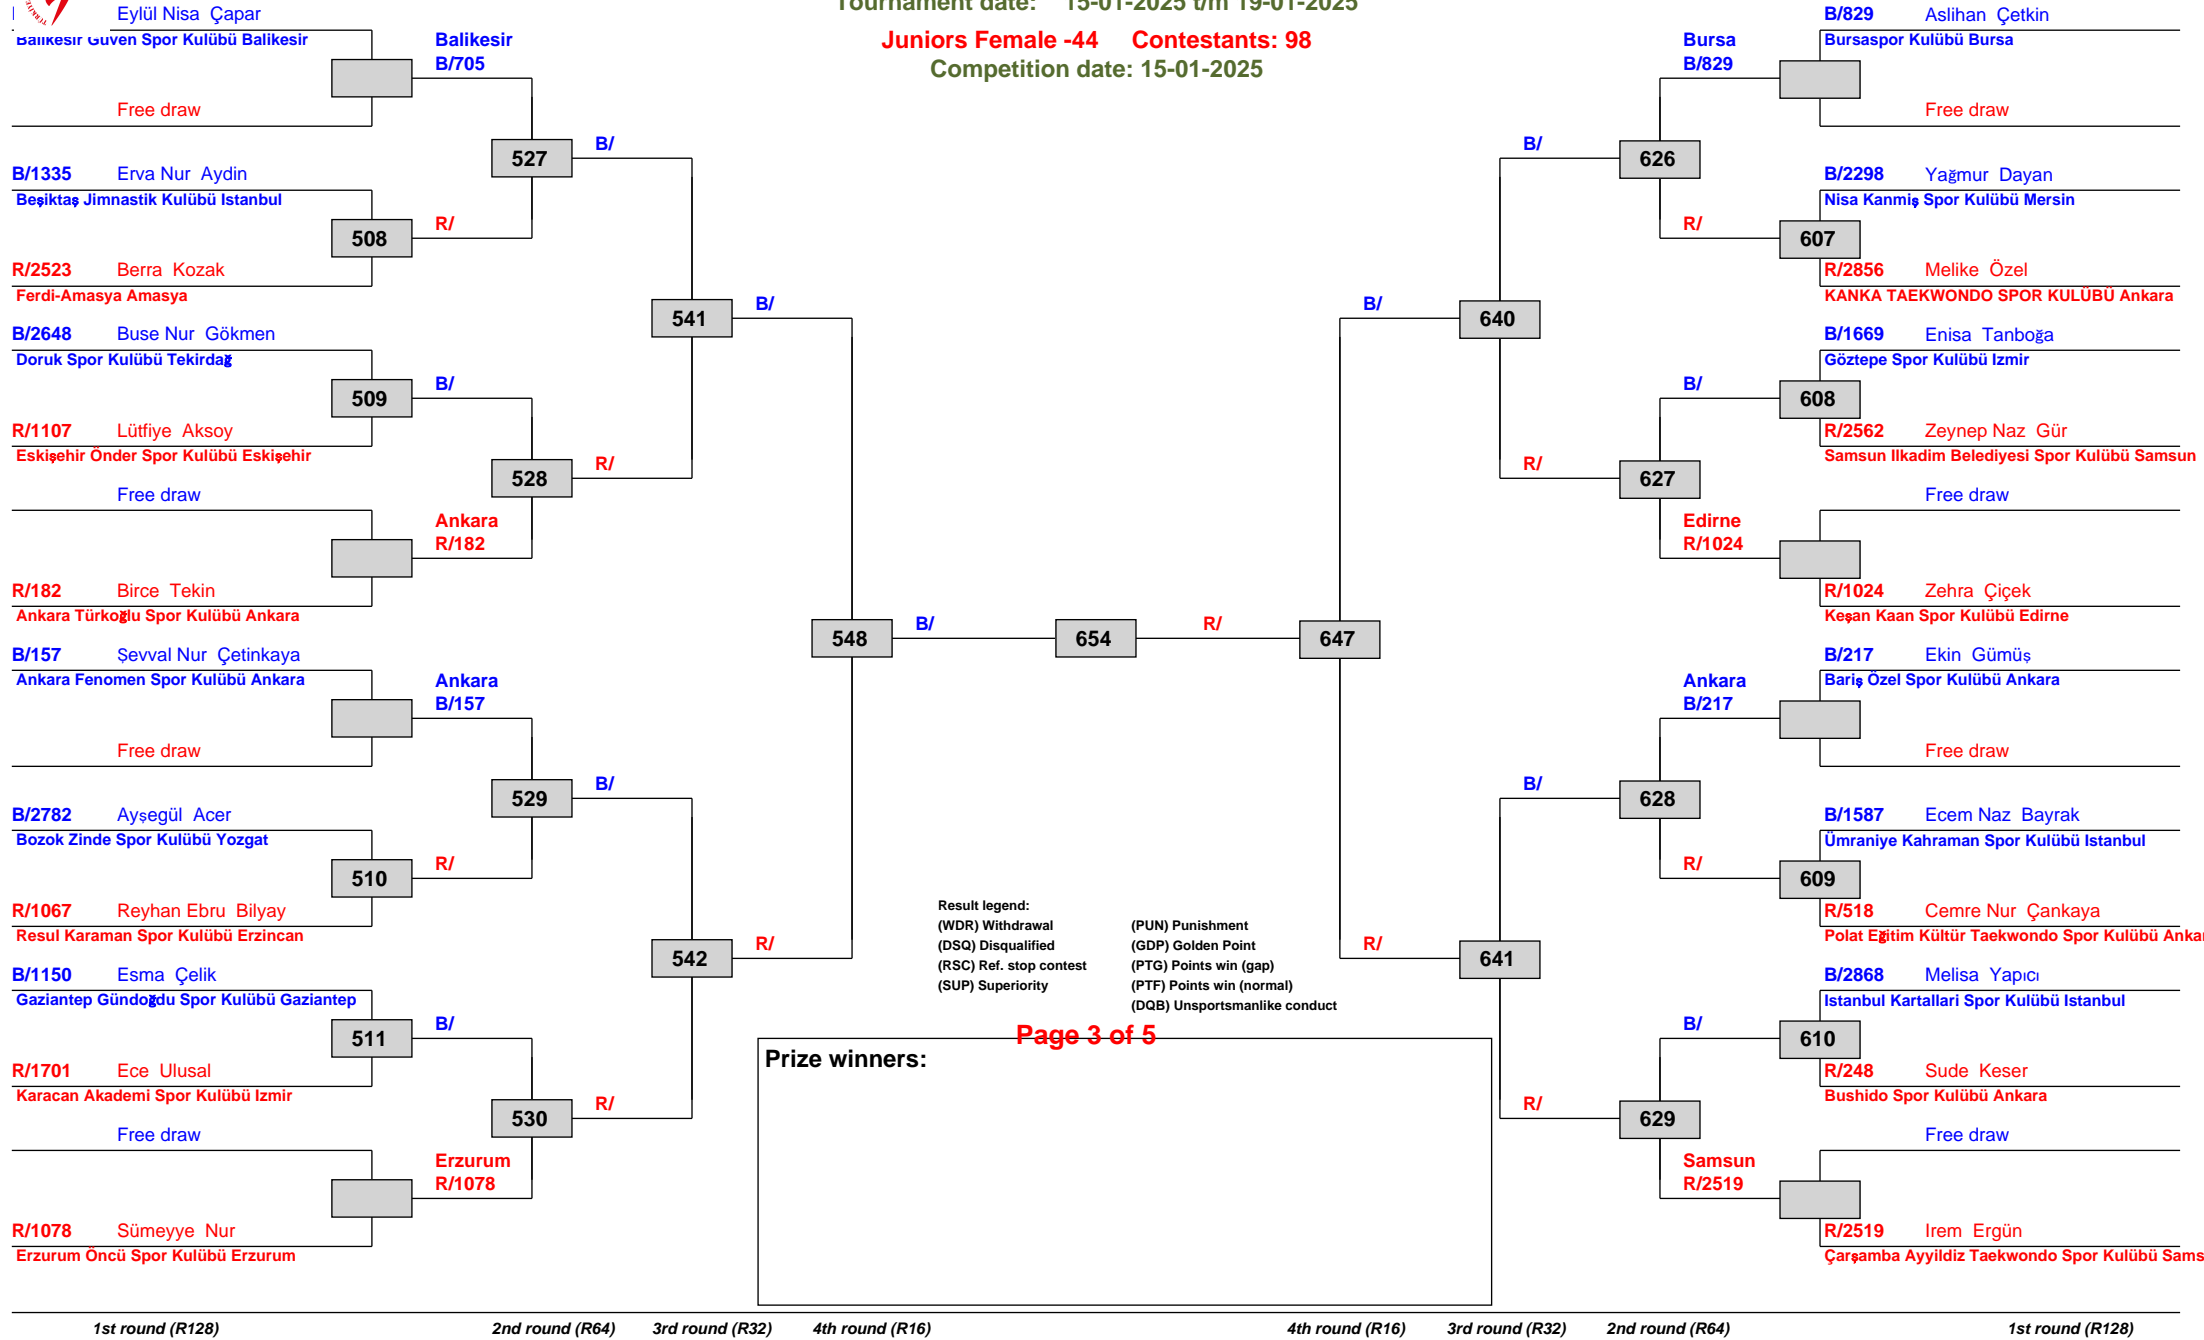 Tournament date: 15-01-2025 t/m 19-01-2025
Juniors Female -44 Contestants: 98
Competition date: 15-01-2025
Eylül Nisa Çapar
Balikesir Güven Spor Kulübü Balikesir
Free draw
Balikesir
B/705
B/1335 Erva Nur Aydin
Beşiktaş Jimnastik Kulübü Istanbul
508
R/2523 Berra Kozak
Ferdi-Amasya Amasya
R/
527
B/
B/2648 Buse Nur Gökmen
Doruk Spor Kulübü Tekirdağ
509
R/1107 Lütfiye Aksoy
Eskişehir Önder Spor Kulübü Eskişehir
B/
528
R/
Free draw
Ankara
R/182
R/182 Birce Tekin
Ankara Türkoğlu Spor Kulübü Ankara
541
B/
B/157 Şevval Nur Çetinkaya
Ankara Fenomen Spor Kulübü Ankara
Free draw
Ankara
B/157
529
B/
B/2782 Ayşegül Acer
Bozok Zinde Spor Kulübü Yozgat
510
R/1067 Reyhan Ebru Bilyay
Resul Karaman Spor Kulübü Erzincan
R/
542
R/
B/1150 Esma Çelik
Gaziantep Gündoğdu Spor Kulübü Gaziantep
511
R/1701 Ece Ulusal
Karacan Akademi Spor Kulübü Izmir
B/
530
R/
Free draw
Erzurum
R/1078
R/1078 Sümeyye Nur
Erzurum Öncü Spor Kulübü Erzurum
548
B/
654
R/
647
B/829 Aslihan Çetkin
Bursaspor Kulübü Bursa
Bursa
B/829
Free draw
B/
626
B/2298 Yağmur Dayan
Nisa Kanmiş Spor Kulübü Mersin
R/
607
R/2856 Melike Özel
KANKA TAEKWONDO SPOR KULÜBÜ Ankara
B/
640
B/1669 Enisa Tanboğa
Göztepe Spor Kulübü Izmir
B/
608
R/2562 Zeynep Naz Gür
Samsun Ilkadim Belediyesi Spor Kulübü Samsun
R/
627
Free draw
Edirne
R/1024
R/1024 Zehra Çiçek
Keşan Kaan Spor Kulübü Edirne
B/217 Ekin Gümüş
Bariş Özel Spor Kulübü Ankara
Ankara
B/217
Free draw
B/
628
B/1587 Ecem Naz Bayrak
Ümraniye Kahraman Spor Kulübü Istanbul
R/
609
R/518 Cemre Nur Çankaya
Polat Eğitim Kültür Taekwondo Spor Kulübü Ankar
R/
641
B/2868 Melisa Yapıcı
Istanbul Kartallari Spor Kulübü Istanbul
B/
610
R/248 Sude Keser
Bushido Spor Kulübü Ankara
R/
629
Free draw
Samsun
R/2519
R/2519 Irem Ergün
Çarşamba Ayyildiz Taekwondo Spor Kulübü Sams
Result legend:
(WDR) Withdrawal (PUN) Punishment
(DSQ) Disqualified (GDP) Golden Point
(RSC) Ref. stop contest (PTG) Points win (gap)
(SUP) Superiority (PTF) Points win (normal)
(DQB) Unsportsmanlike conduct
Page 3 of 5
Prize winners:
1st round (R128) 2nd round (R64) 3rd round (R32) 4th round (R16) 4th round (R16) 3rd round (R32) 2nd round (R64) 1st round (R128)